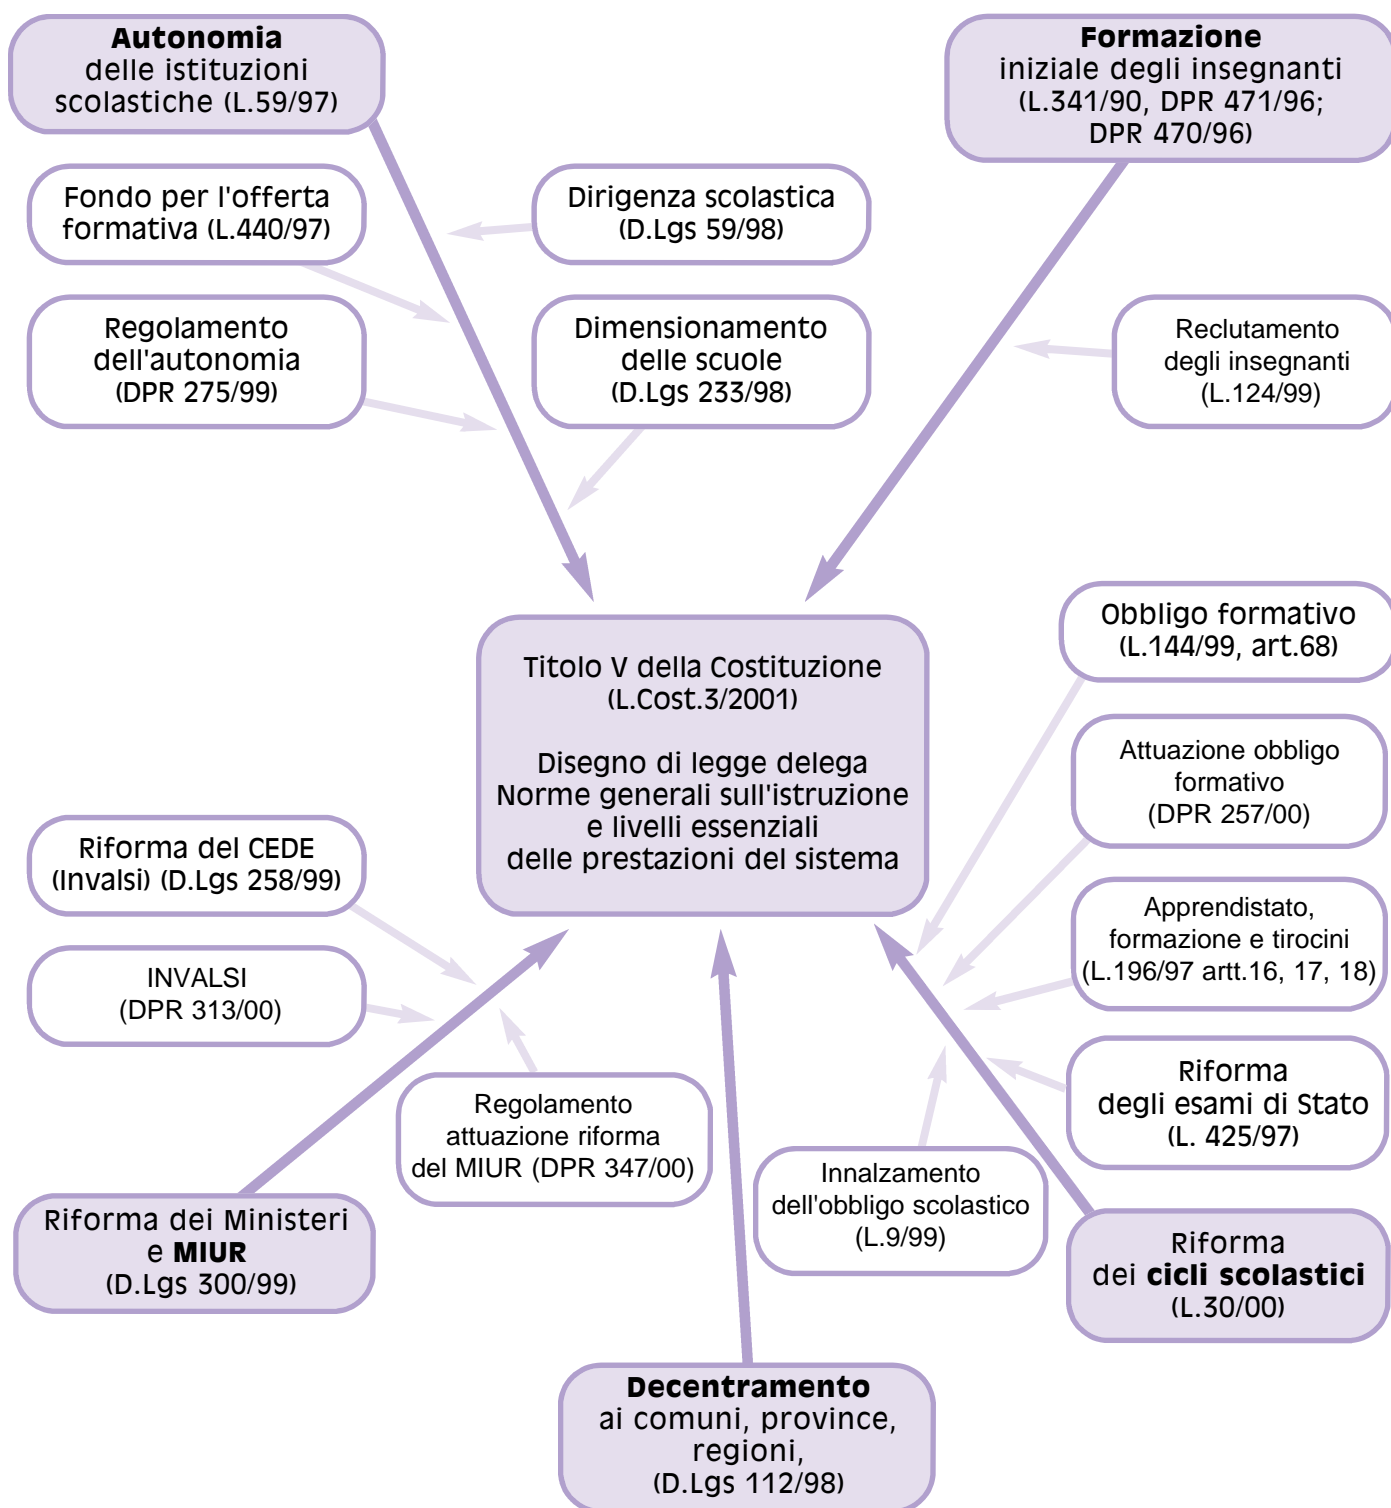 Autonomia
delle istituzioni
scolastiche (L.59/97)
Formazione
iniziale degli insegnanti
(L.341/90, DPR 471/96;
DPR 470/96)
Fondo per l'offerta
formativa (L.440/97)
Dirigenza scolastica
(D.Lgs 59/98)
Regolamento
dell'autonomia
(DPR 275/99)
Dimensionamento
delle scuole
(D.Lgs 233/98)
Reclutamento
degli insegnanti
(L.124/99)
Titolo V della Costituzione
(L.Cost.3/2001)
Disegno di legge delega
Norme generali sull'istruzione
e livelli essenziali
delle prestazioni del sistema
Obbligo formativo
(L.144/99, art.68)
Attuazione obbligo
formativo
(DPR 257/00)
Apprendistato,
formazione e tirocini
(L.196/97 artt.16, 17, 18)
Riforma
degli esami di Stato
(L. 425/97)
Riforma del CEDE
(Invalsi) (D.Lgs 258/99)
INVALSI
(DPR 313/00)
Regolamento
attuazione riforma
del MIUR (DPR 347/00)
Innalzamento
dell'obbligo scolastico
(L.9/99)
Riforma dei Ministeri
e MIUR
(D.Lgs 300/99)
Riforma
dei cicli scolastici
(L.30/00)
Decentramento
ai comuni, province,
regioni,
(D.Lgs 112/98)